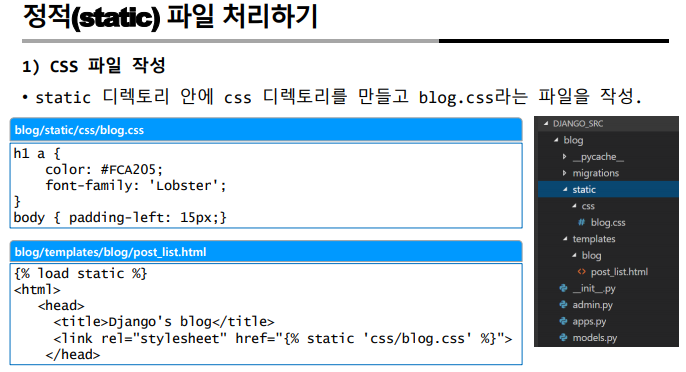 정적(static) 파일 처리하기
1) CSS 파일 작성
• static 디렉토리 안에 css 디렉토리를 만들고 blog.css라는 파일을 작성.
blog/static/css/blog.css
h1 a {
    color: #FCA205;
    font-family: 'Lobster';
}
body { padding-left: 15px;}
blog/templates/blog/post_list.html
{% load static %}
<html>
   <head>
     <title>Django's blog</title>
     <link rel="stylesheet" href="{% static 'css/blog.css' %}">
    </head>
DJANGO_SRC
blog
__pycache__
migrations
static
css
# blog.css
templates
blog
<> post_list.html
__init__.py
admin.py
apps.py
models.py